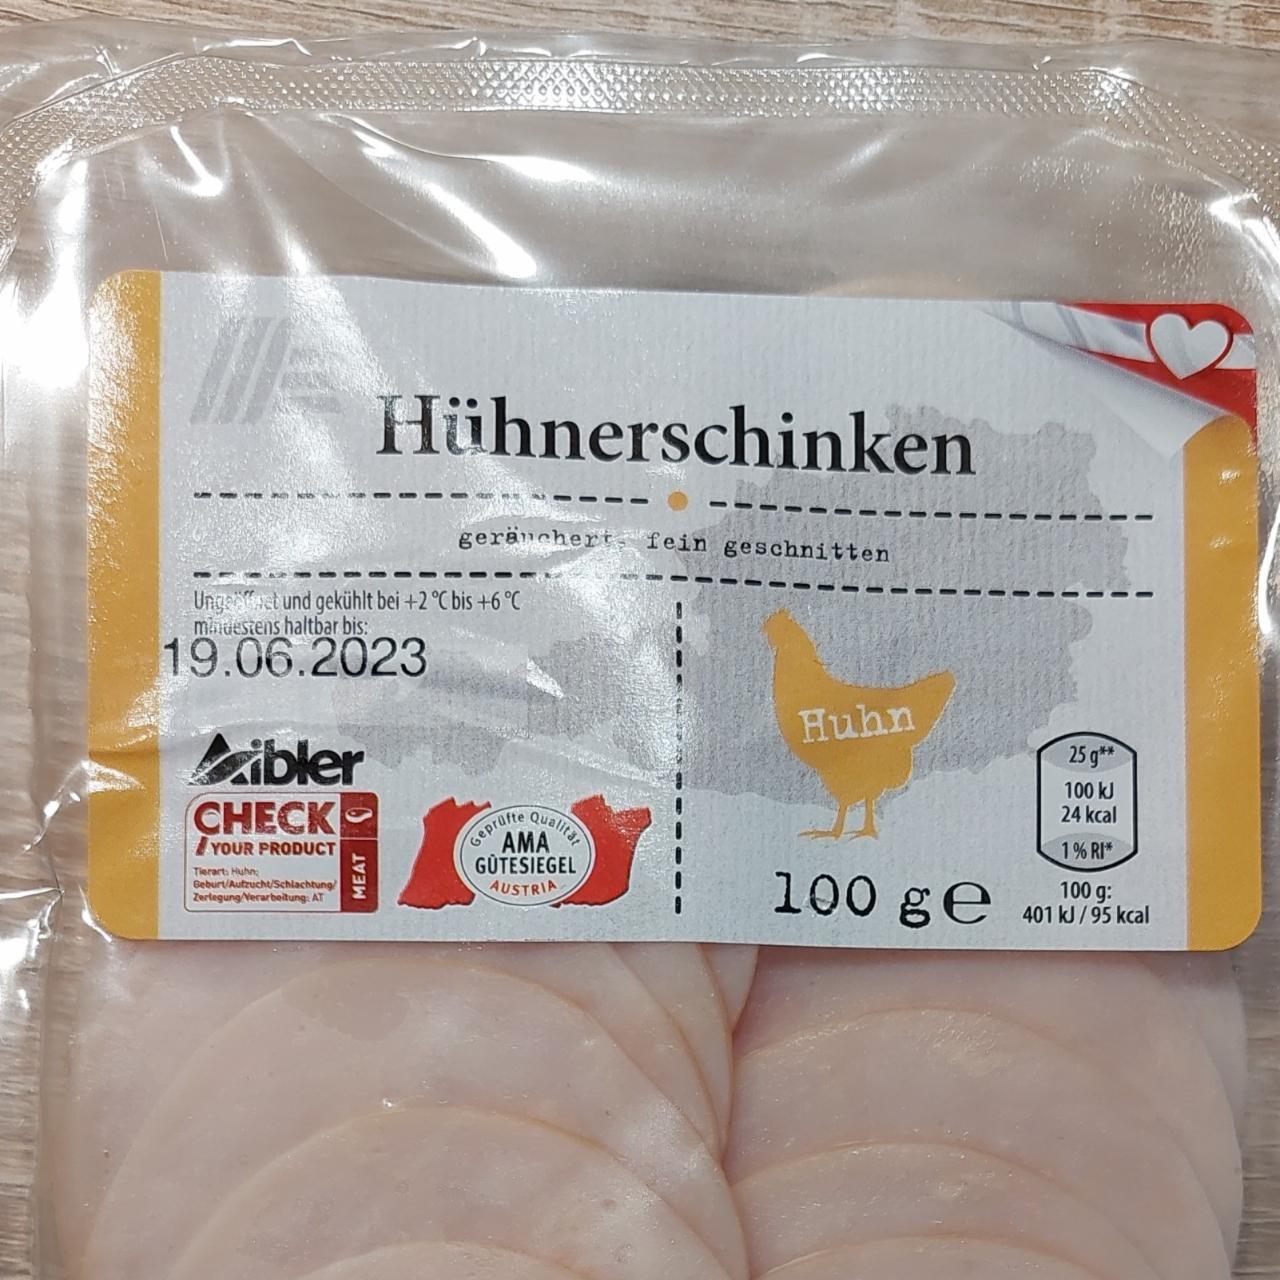 Hühnerschinken
geräuchert, fein geschnitten
Ungeöffnet und gekühlt bei +2 °C bis +6 °C
mindestens haltbar bis:
19.06.2023
Aibler
CHECK
YOUR PRODUCT
Tierart: Huhn;
Geburt/Aufzucht/Schlachtung/
Zerlegung/Verarbeitung: AT
MEAT
Geprüfte Qualität
AMA
GÜTESIEGEL
AUSTRIA
Huhn
100 g e
25 g**
100 kJ
24 kcal
1 % RI*
100 g:
401 kJ / 95 kcal